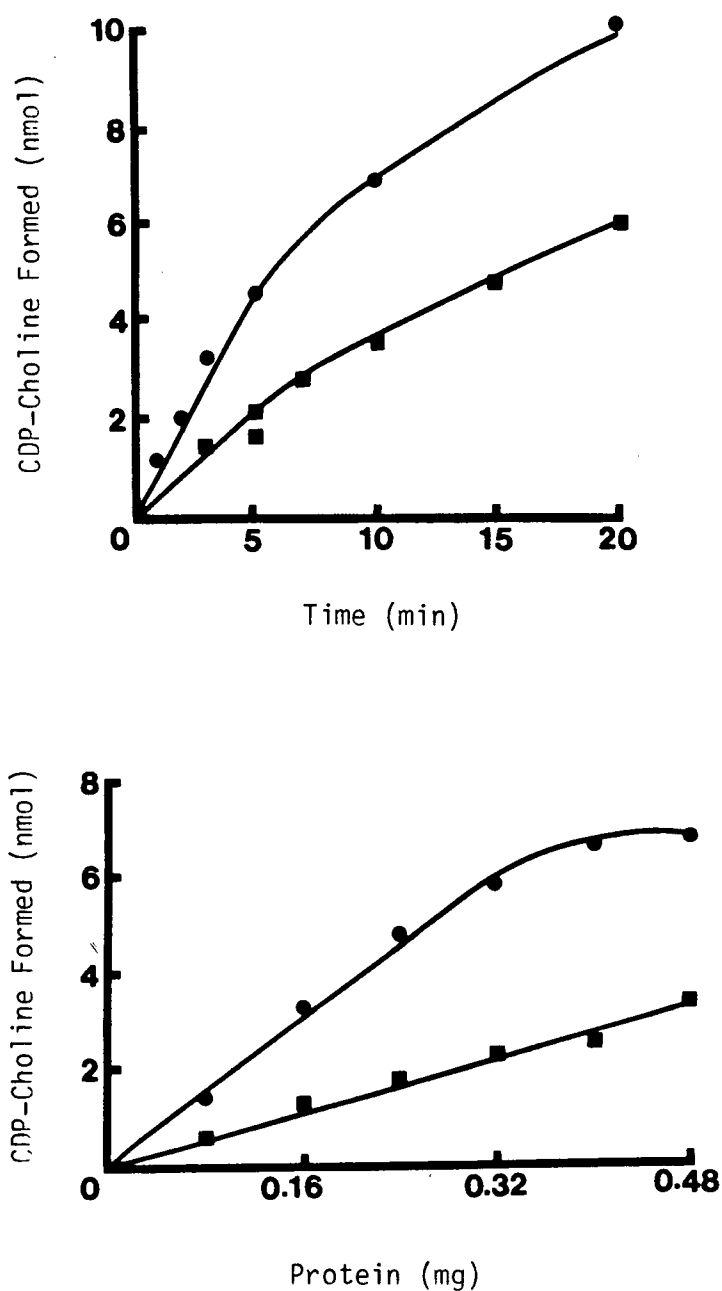 10
8
6
4
2
0 5 10 15 20
CDP-Choline Formed (nmol)
Time (min)
8
6
4
2
0 0.16 0.32 0.48
CDP-Choline Formed (nmol)
Protein (mg)